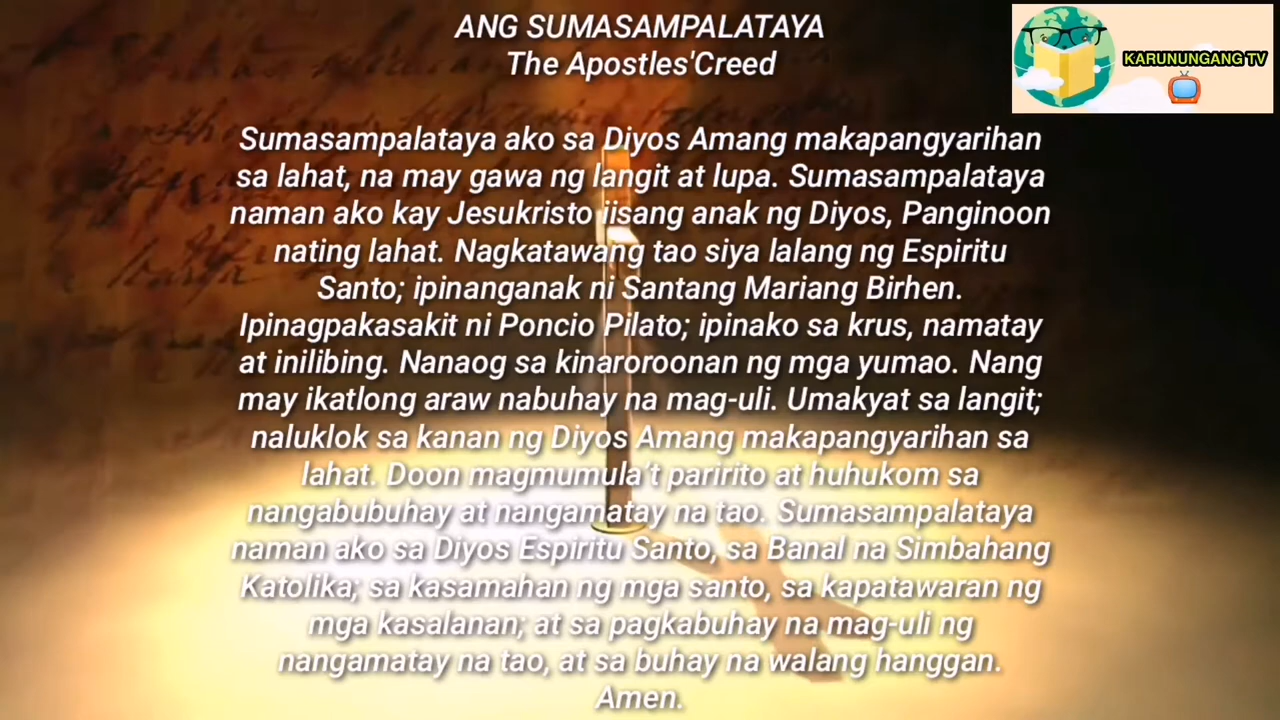 ANG SUMASAMPALATAYA
The Apostles'Creed
KARUNUNGANG TV
Sumasampalataya ako sa Diyos Amang makapangyarihan
sa lahat, na may gawa ng langit at lupa. Sumasampalataya
naman ako kay Jesukristo iisang anak ng Diyos, Panginoon
nating lahat. Nagkatawang tao siya lalang ng Espiritu
Santo; ipinanganak ni Santang Mariang Birhen.
Ipinagpakasakit ni Poncio Pilato; ipinako sa krus, namatay
at inilibing. Nanaog sa kinaroroonan ng mga yumao. Nang
may ikatlong araw nabuhay na mag-uli. Umakyat sa langit;
naluklok sa kanan ng Diyos Amang makapangyarihan sa
lahat. Doon magmumula't paririto at huhukom sa
nangabubuhay at nangamatay na tao. Sumasampalataya
naman ako sa Diyos Espiritu Santo, sa Banal na Simbahang
Katolika; sa kasamahan ng mga santo, sa kapatawaran ng
mga kasalanan; at sa pagkabuhay na mag-uli ng
nangamatay na tao, at sa buhay na walang hanggan.
Amen.